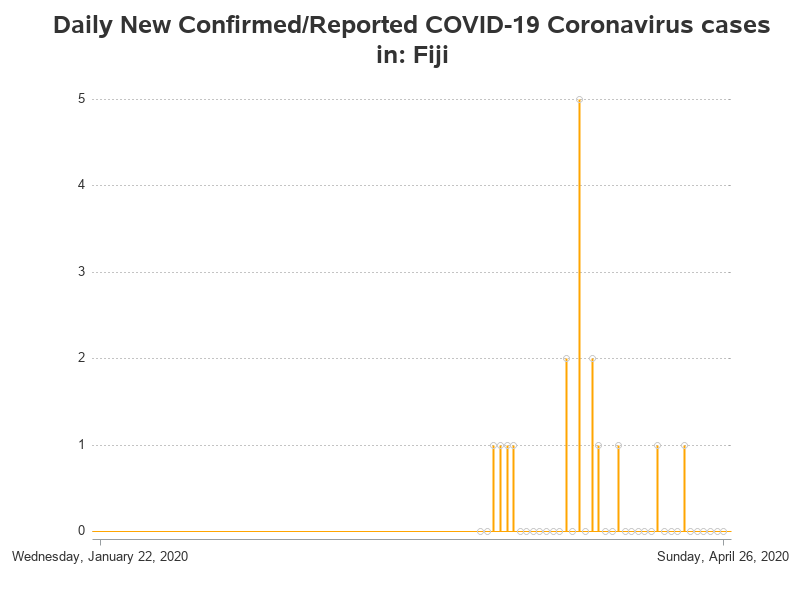 Daily New Confirmed/Reported COVID-19 Coronavirus cases
in: Fiji
5
4
3
2
1
0
Wednesday, January 22, 2020
Sunday, April 26, 2020